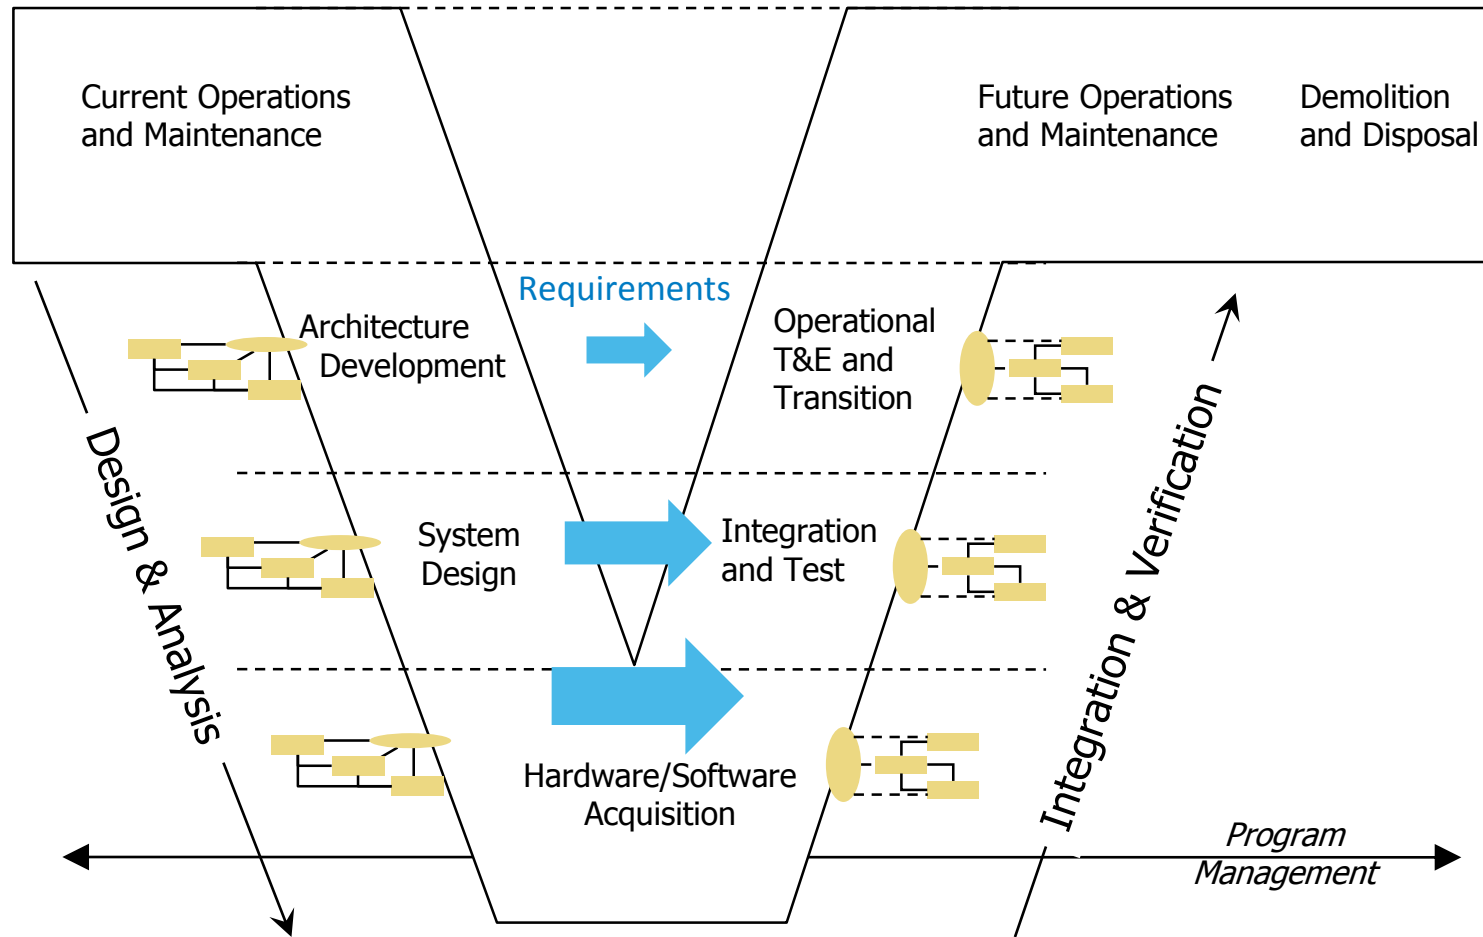 Current Operations
and Maintenance
Future Operations
and Maintenance
Demolition
and Disposal
Requirements
Architecture
Development
Operational
T&E and
Transition
Design & Analysis
System
Design
Integration
and Test
Integration & Verification
Hardware/Software
Acquisition
Program
Management